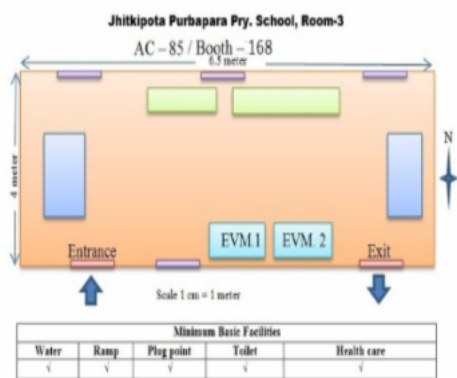 Jhitkipota Purbapara Pry. School, Room-3
AC – 85 / Booth – 168
6.5 meter
4 meter
N
EVM.1
EVM. 2
Entrance
Exit
Scale 1 cm = 1 meter
Minimum Basic Facilities
Water Ramp Plug point Toilet Health care
√ √ √ √ √